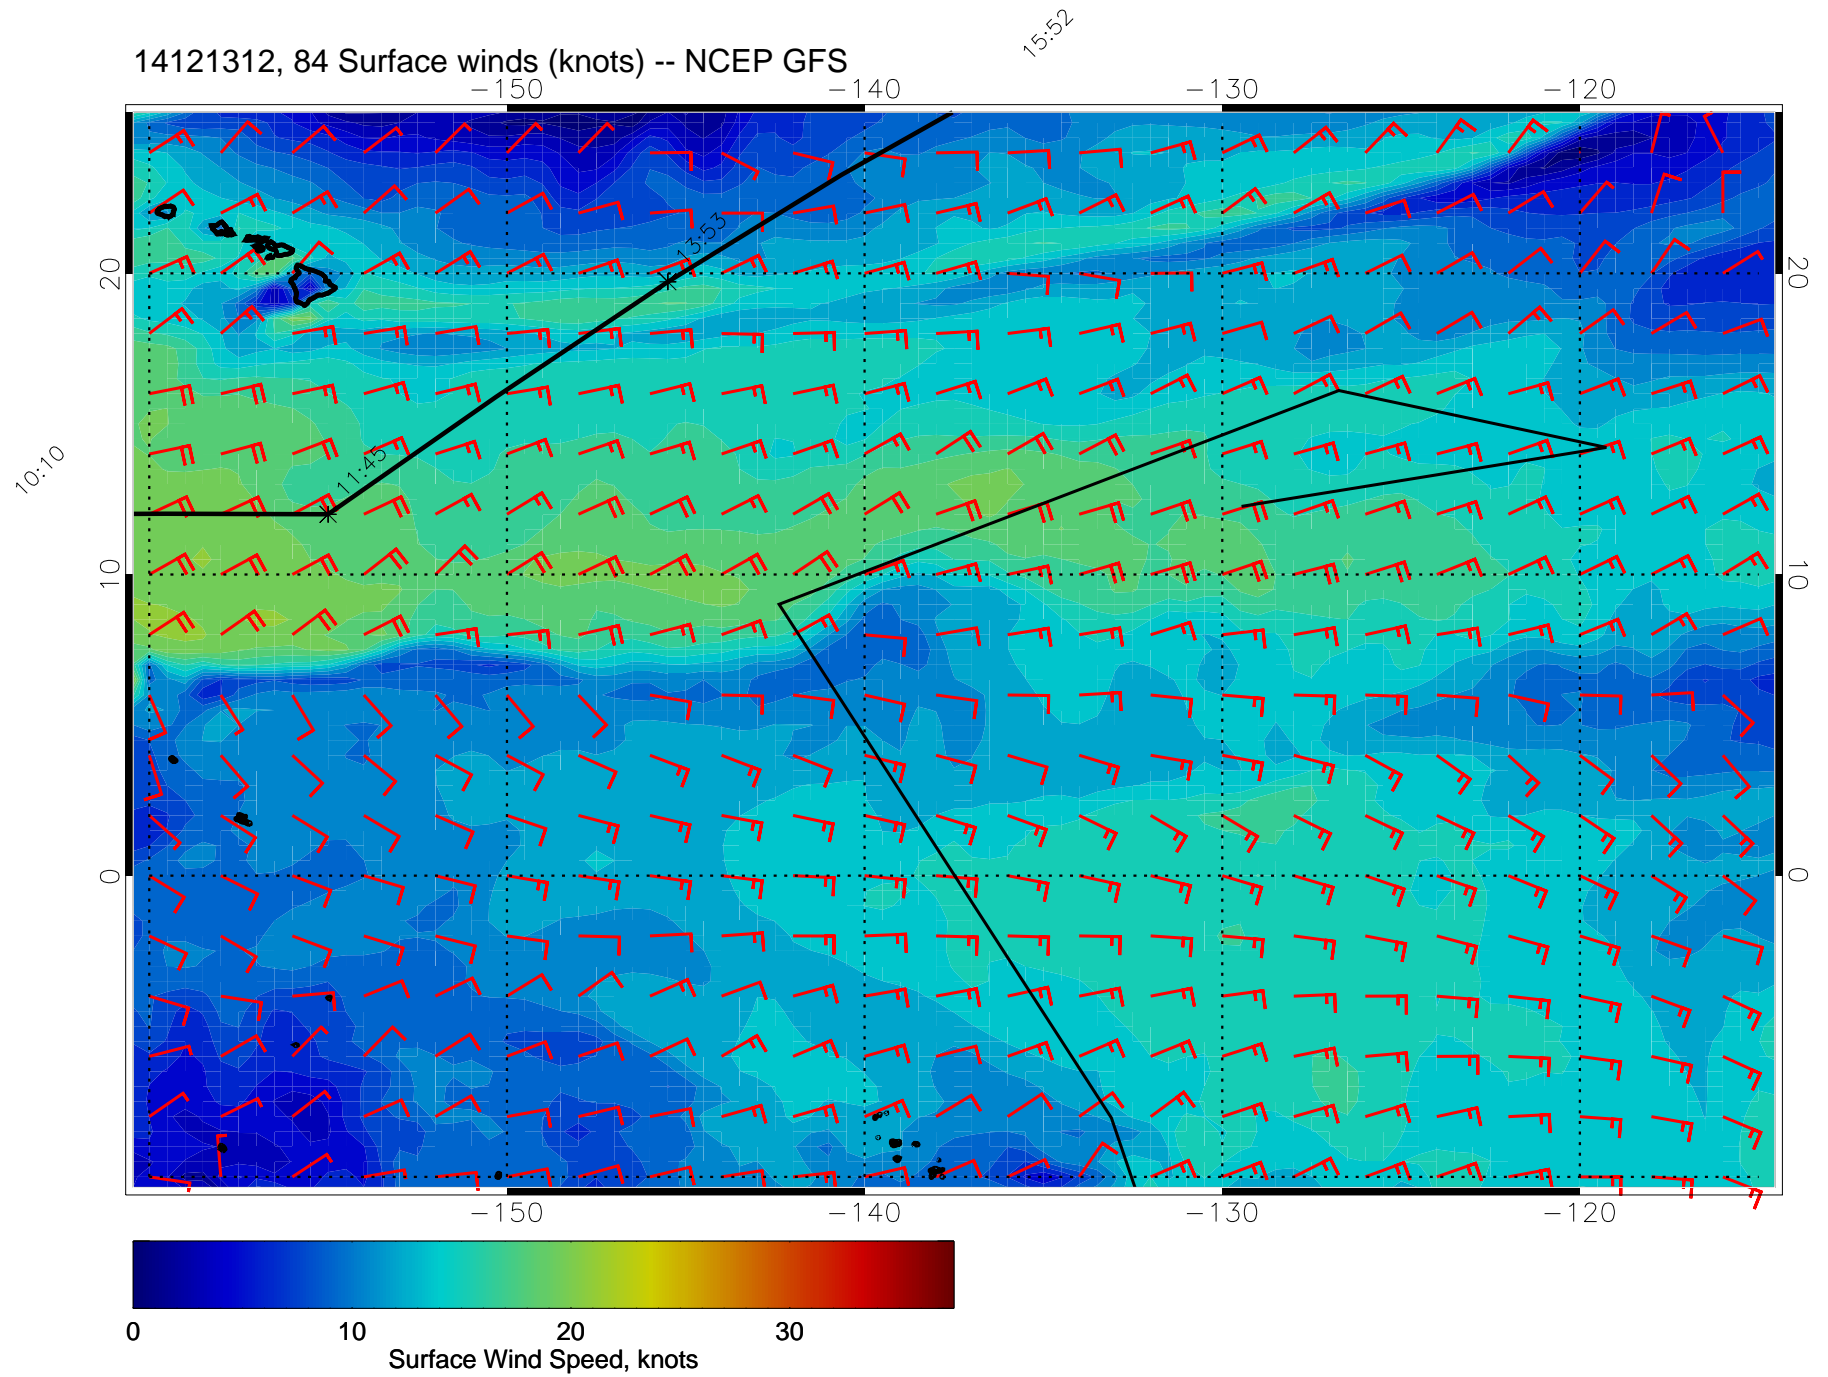 15:52
14121312, 84 Surface winds (knots) -- NCEP GFS
-150 -140 -130 -120
13:53
20 20
11:45
10:10
10 10
0 0
-150 -140 -130 -120
0 10 20 30
Surface Wind Speed, knots